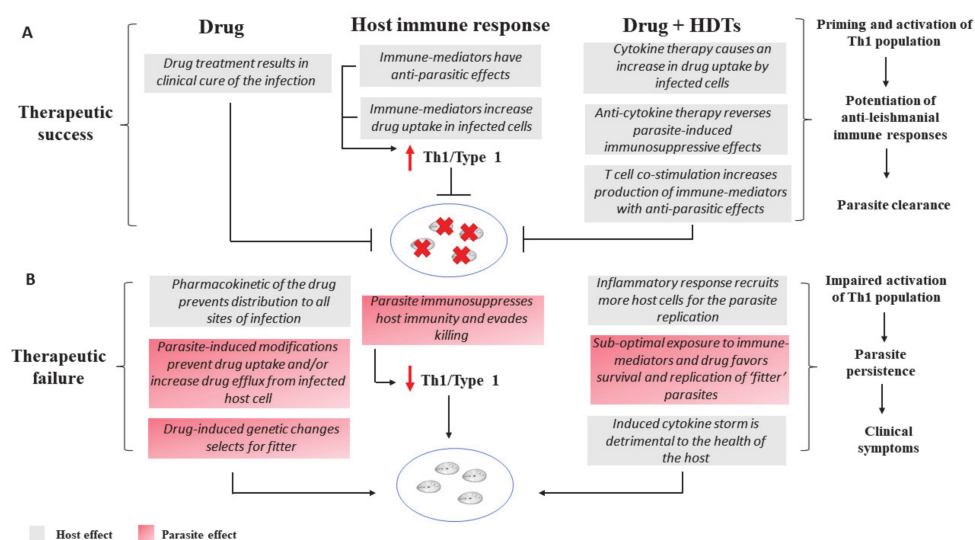 A
Drug
Host immune response
Drug + HDTs
Therapeutic
success
Drug treatment results in
clinical cure of the infection
Immune-mediators have
anti-parasitic effects
Immune-mediators increase
drug uptake in infected cells
Th1/Type 1
Cytokine therapy causes an
increase in drug uptake by
infected cells
Anti-cytokine therapy reverses
parasite-induced
immunosuppressive effects
T cell co-stimulation increases
production of immune-mediators
with anti-parasitic effects
Priming and activation of
Th1 population
Potentiation of
anti-leishmanial
immune responses
Parasite clearance
B
Therapeutic
failure
Pharmacokinetic of the drug
prevents distribution to all
sites of infection
Parasite-induced modifications
prevent drug uptake and/or
increase drug efflux from infected
host cell
Drug-induced genetic changes
selects for fitter
Parasite immunosuppresses
host immunity and evades
killing
Th1/Type 1
Inflammatory response recruits
more host cells for the parasite
replication
Sub-optimal exposure to immune-
mediators and drug favors
survival and replication of ‘fitter’
parasites
Induced cytokine storm is
detrimental to the health of
the host
Impaired activation
of Th1 population
Parasite
persistence
Clinical
symptoms
Host effect
Parasite effect